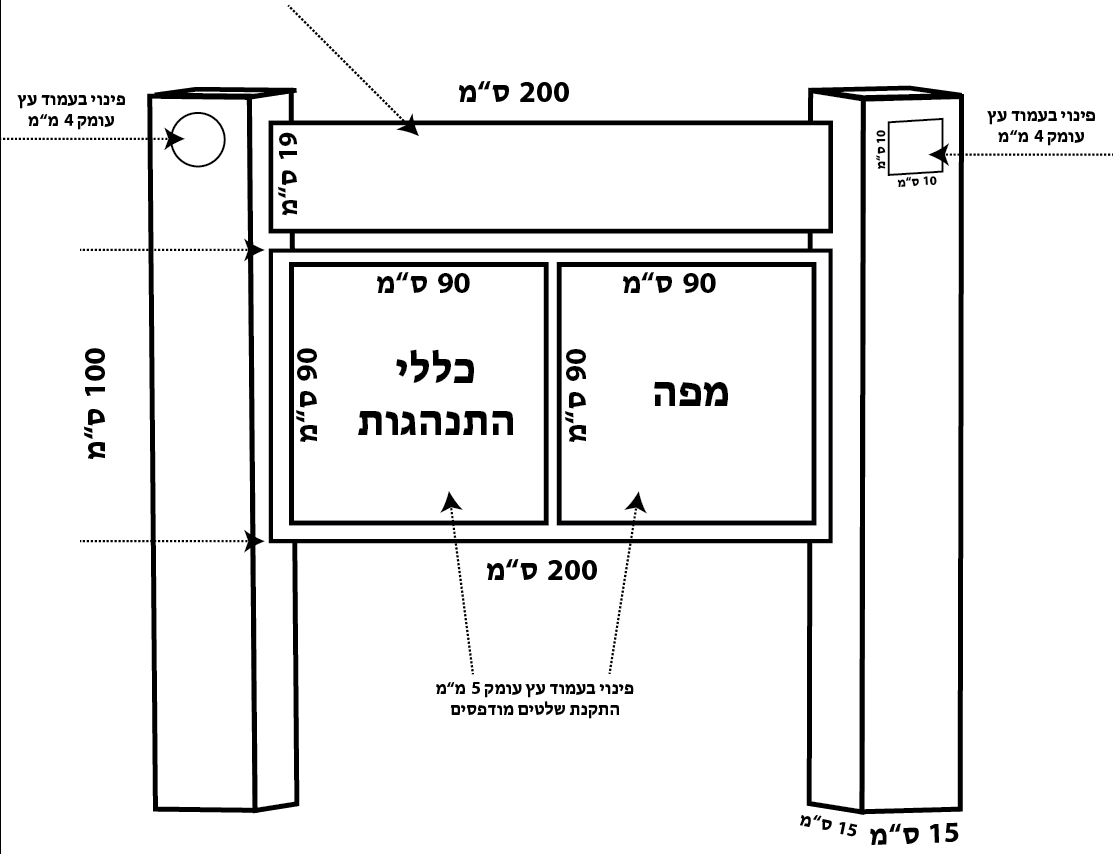 200 ס“מ
פינוי בעמוד עץ
עומק 4 מ“מ
פינוי בעמוד עץ
עומק 4 מ“מ
10 ס“מ
10 ס“מ
19 ס“מ
90 ס“מ
90 ס“מ
90 ס“מ
90 ס“מ
100 ס“מ
מפה
כללי
התנהגות
200 ס“מ
פינוי בעמוד עץ עומק 5 מ“מ
התקנת שלטים מודפסים
15 ס“מ
15 ס“מ